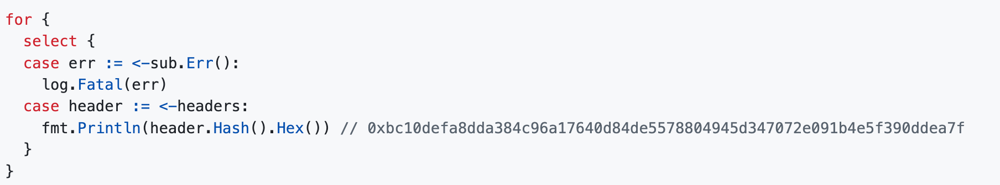 for {
  select {
  case err := <-sub.Err():
    log.Fatal(err)
  case header := <-headers:
    fmt.Println(header.Hash().Hex()) // 0xbc10defa8dda384c96a17640d84de5578804945d347072e091b4e5f390ddea7f
  }
}